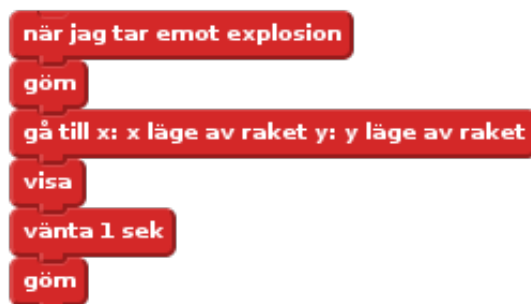 när jag tar emot explosion
göm
gå till x: x läge av raket y: y läge av raket
visa
vänta 1 sek
göm